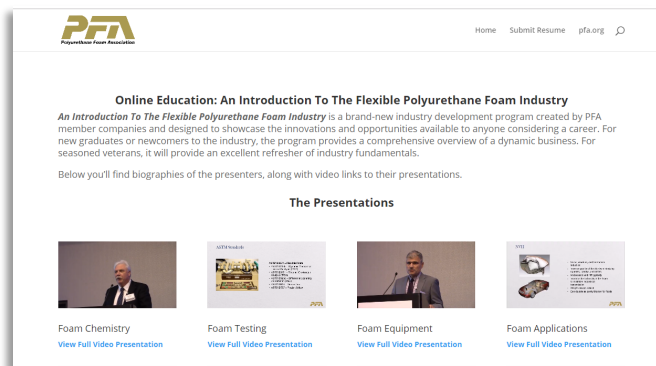 PFA
Polyurethane Foam Association
Home Submit Resume pfa.org
Online Education: An Introduction To The Flexible Polyurethane Foam Industry
An Introduction To The Flexible Polyurethane Foam Industry is a brand-new industry development program created by PFA
member companies and designed to showcase the innovations and opportunities available to anyone considering a career. For
new graduates or newcomers to the industry, the program provides a comprehensive overview of a dynamic business. For
seasoned veterans, it will provide an excellent refresher of industry fundamentals.
Below you'll find biographies of the presenters, along with video links to their presentations.
The Presentations
ASTM Standards
PFA
NVH
PFA
Foam Chemistry Foam Testing Foam Equipment Foam Applications
View Full Video Presentation View Full Video Presentation View Full Video Presentation View Full Video Presentation